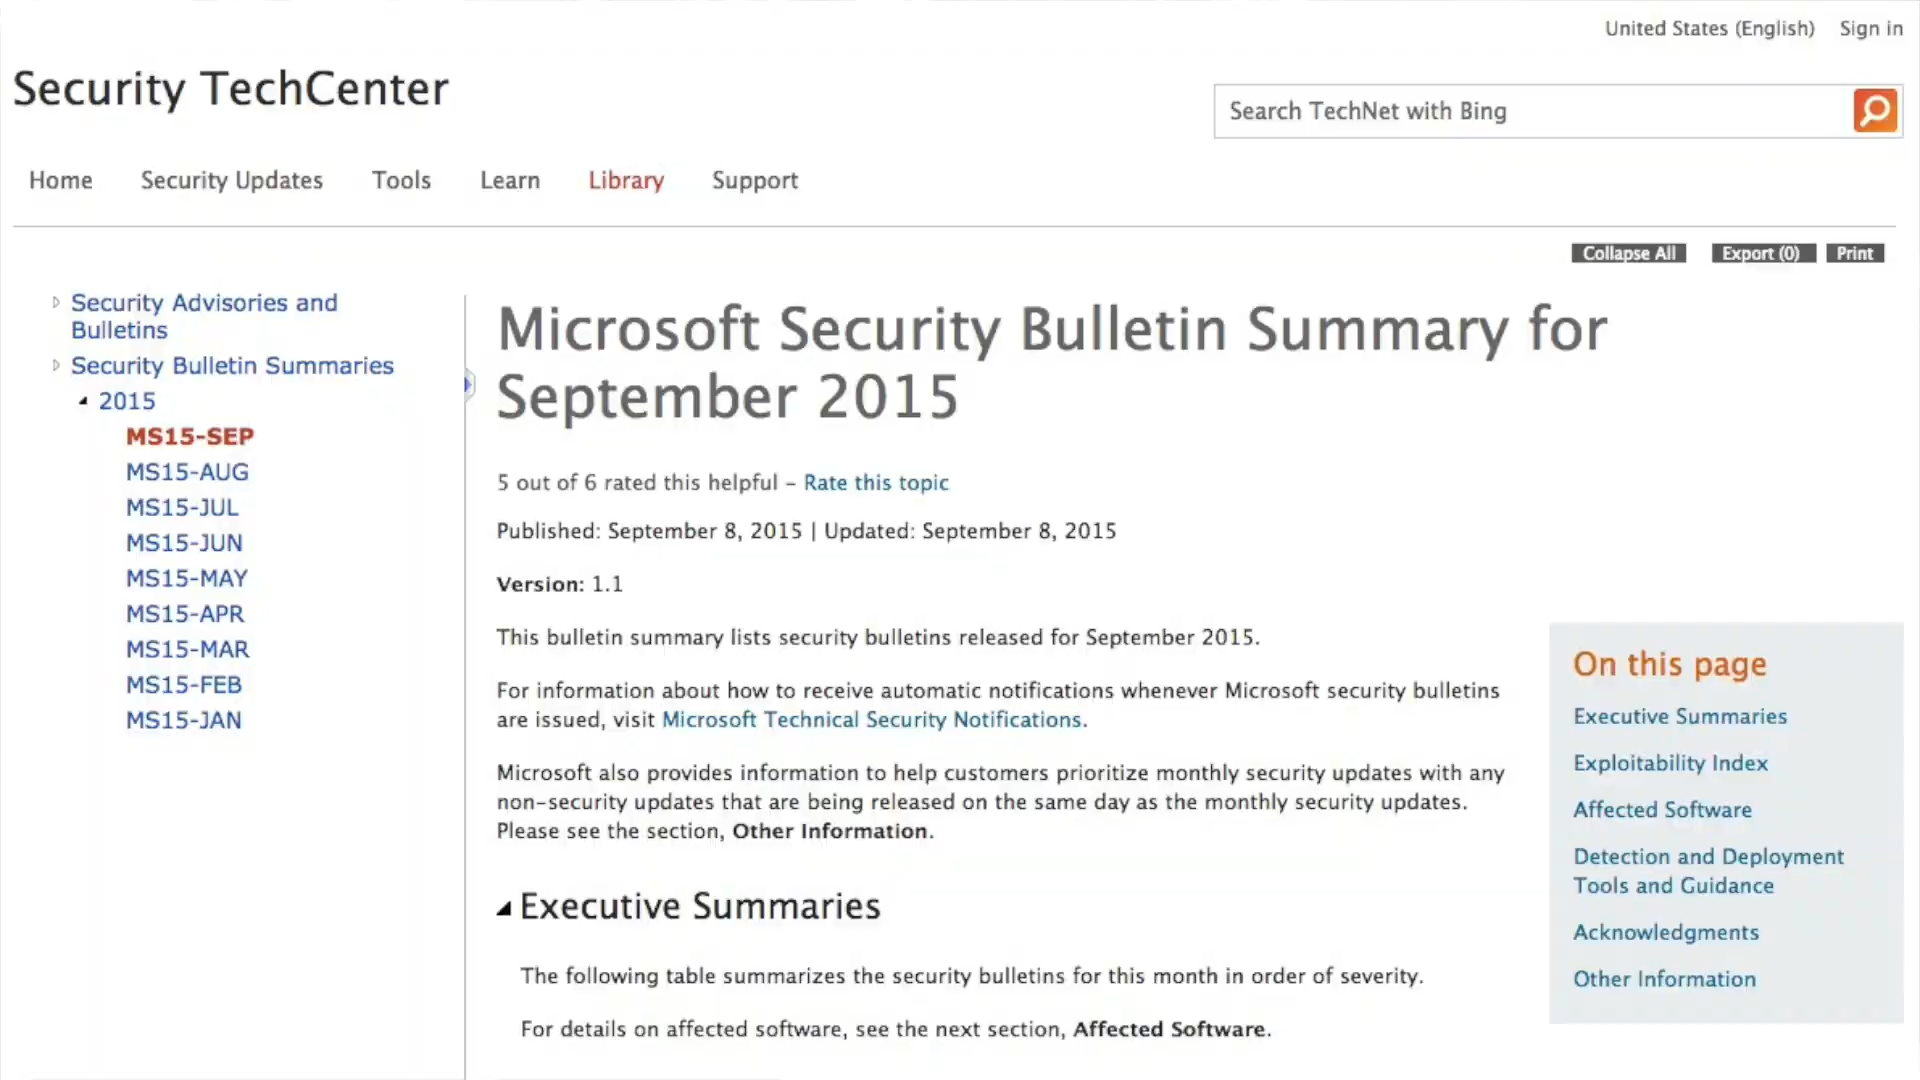 United States (English) Sign in
Security TechCenter
Search TechNet with Bing
Home Security Updates Tools Learn Library Support
Collapse All Export (0) Print
Security Advisories and
Bulletins
Security Bulletin Summaries
2015
MS15-SEP
MS15-AUG
MS15-JUL
MS15-JUN
MS15-MAY
MS15-APR
MS15-MAR
MS15-FEB
MS15-JAN
Microsoft Security Bulletin Summary for
September 2015
5 out of 6 rated this helpful – Rate this topic
Published: September 8, 2015 | Updated: September 8, 2015
Version: 1.1
This bulletin summary lists security bulletins released for September 2015.
For information about how to receive automatic notifications whenever Microsoft security bulletins
are issued, visit Microsoft Technical Security Notifications.
Microsoft also provides information to help customers prioritize monthly security updates with any
non-security updates that are being released on the same day as the monthly security updates.
Please see the section, Other Information.
Executive Summaries
The following table summarizes the security bulletins for this month in order of severity.
For details on affected software, see the next section, Affected Software.
On this page
Executive Summaries
Exploitability Index
Affected Software
Detection and Deployment
Tools and Guidance
Acknowledgments
Other Information